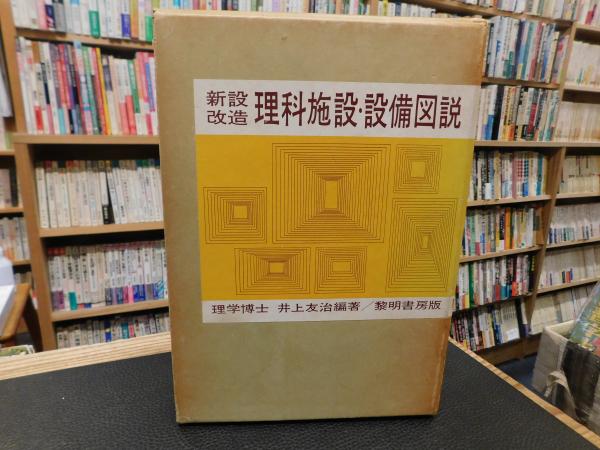 新設
改造 理科施設・設備図説
理学博士 井上友治編著／黎明書房版